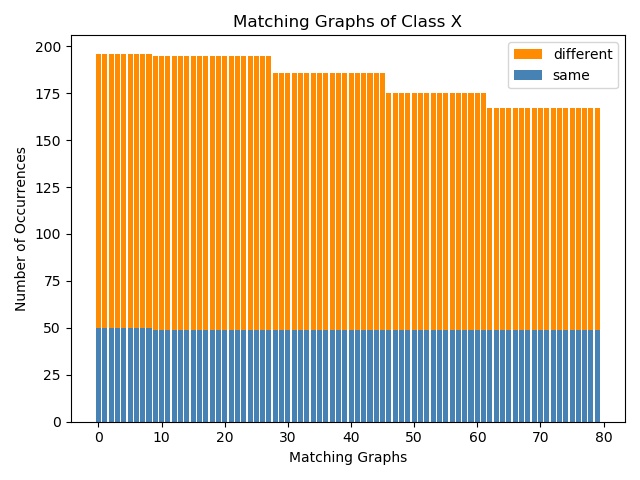 Matching Graphs of Class X
different
same
Number of Occurrences
200
175
150
125
100
75
50
25
0
0 10 20 30 40 50 60 70 80
Matching Graphs